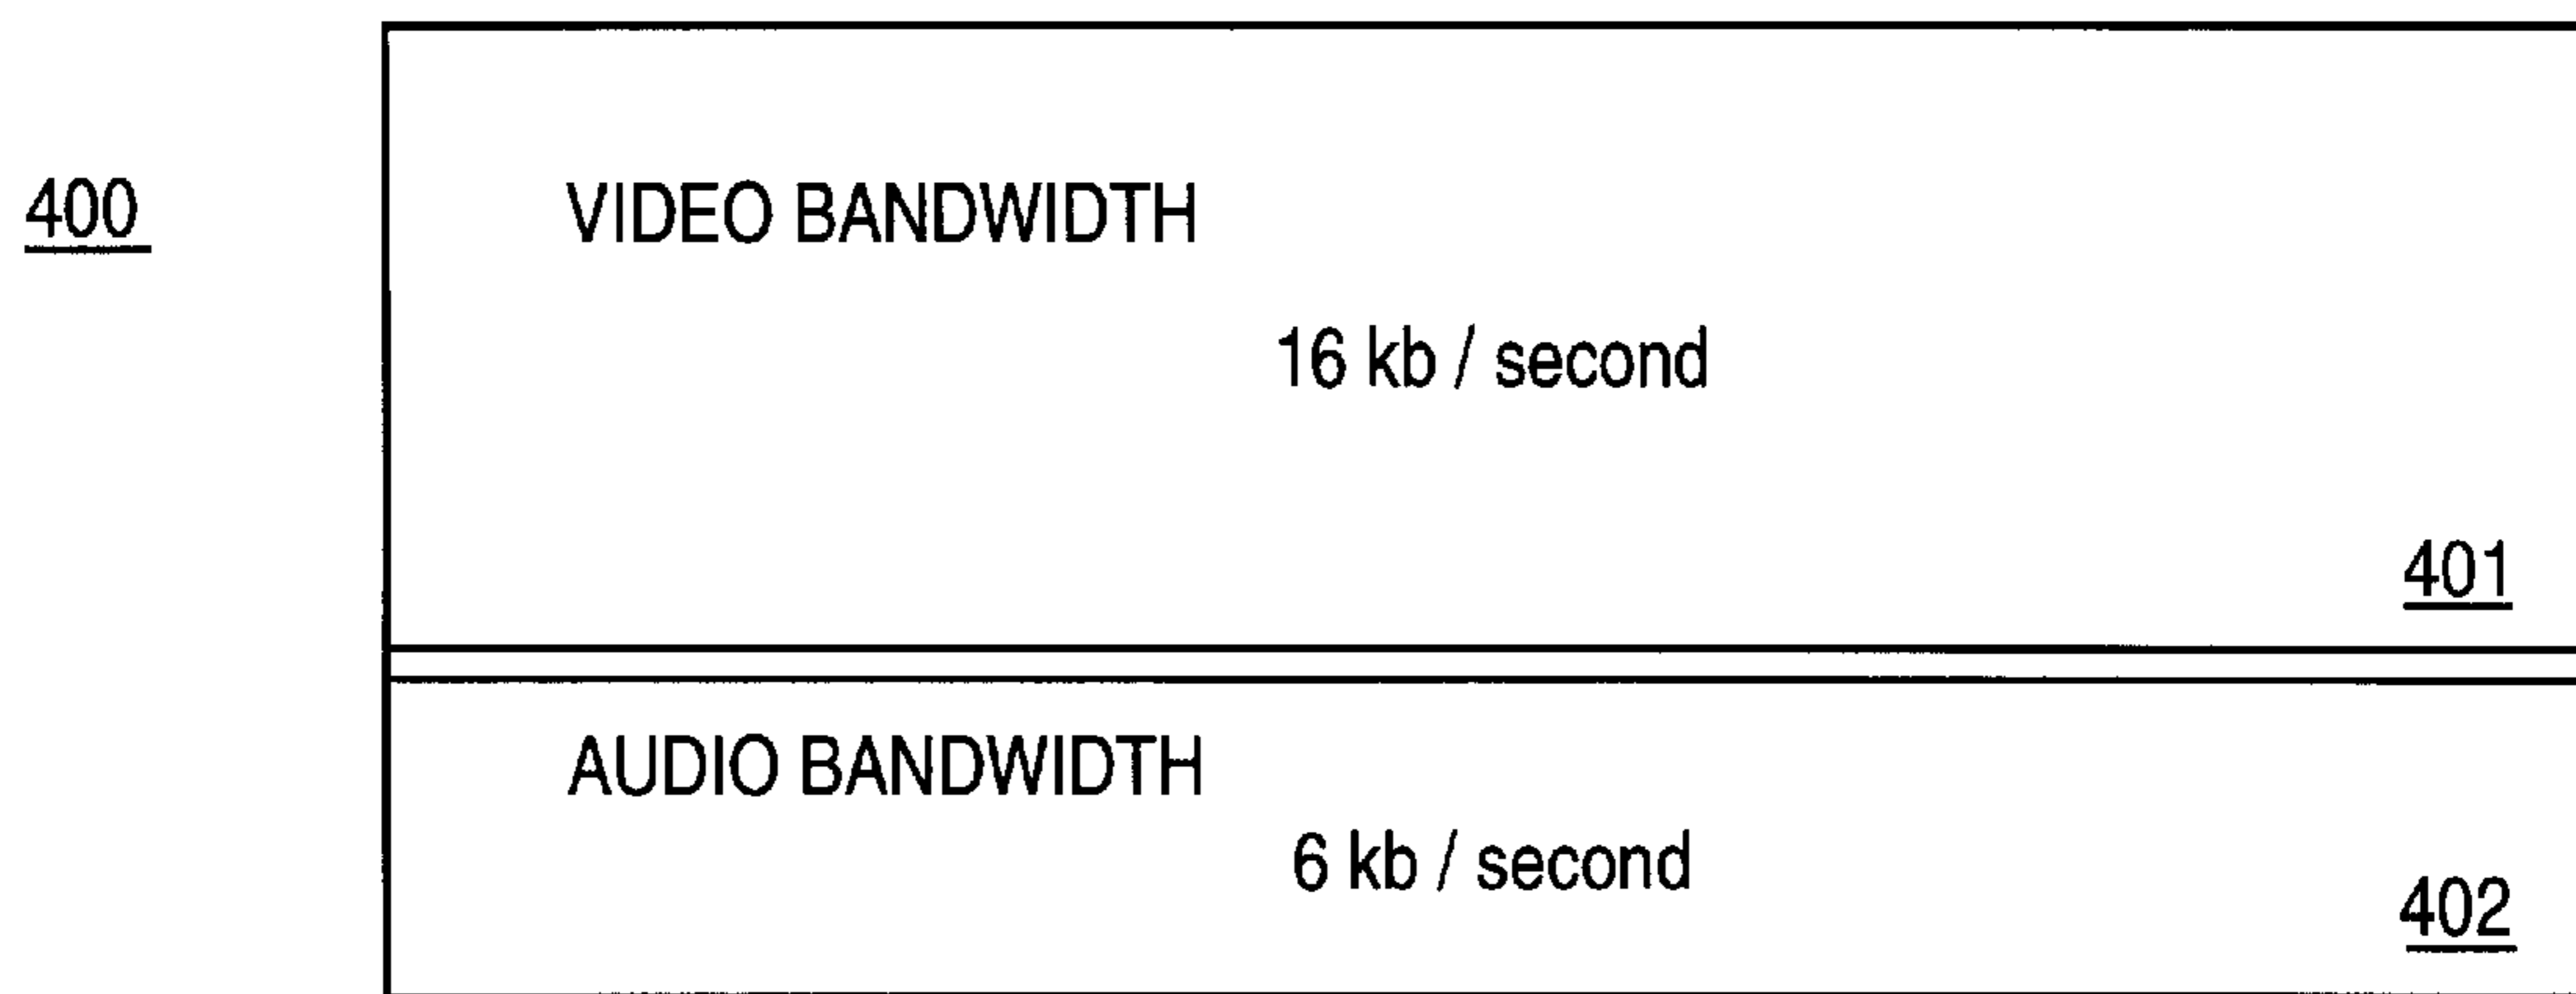 400
VIDEO BANDWIDTH
16 kb / second
401
AUDIO BANDWIDTH
6 kb / second
402